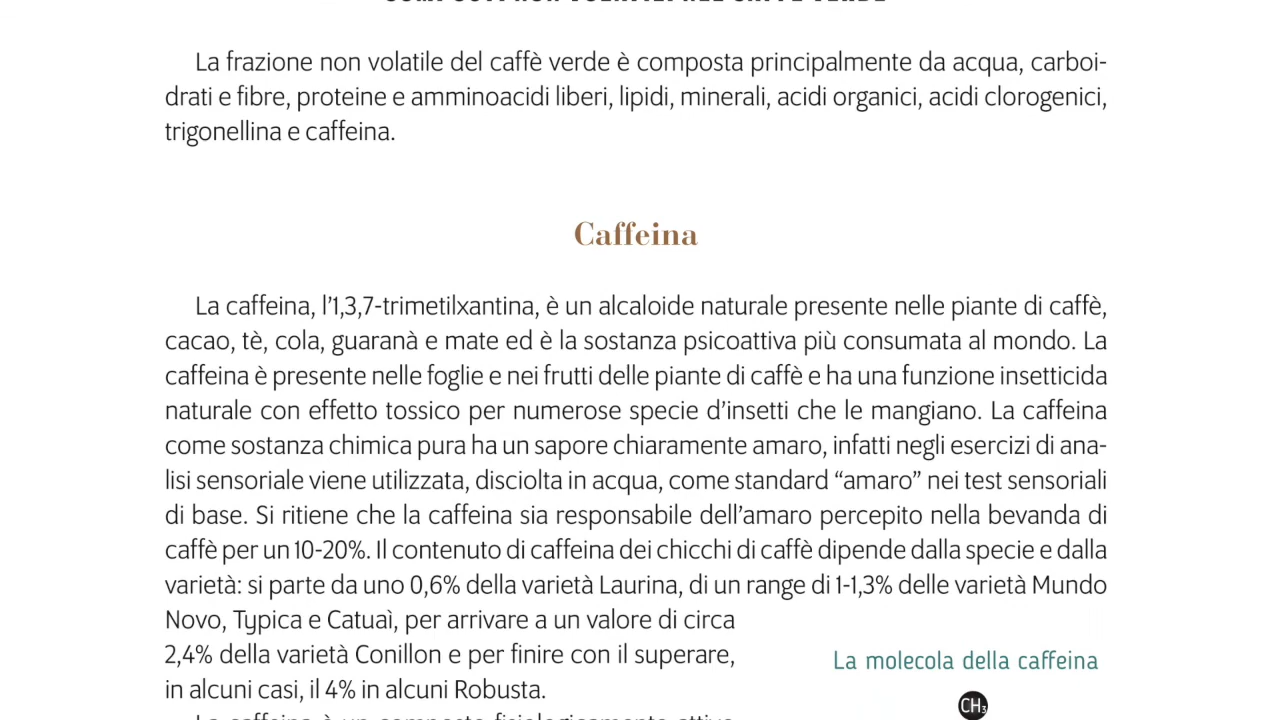 La frazione non volatile del caffè verde è composta principalmente da acqua, carboi-
drati e fibre, proteine e amminoacidi liberi, lipidi, minerali, acidi organici, acidi clorogenici,
trigonellina e caffeina.
Caffeina
La caffeina, l’1,3,7-trimetilxantina, è un alcaloide naturale presente nelle piante di caffè,
cacao, tè, cola, guaranà e mate ed è la sostanza psicoattiva più consumata al mondo. La
caffeina è presente nelle foglie e nei frutti delle piante di caffè e ha una funzione insetticida
naturale con effetto tossico per numerose specie d’insetti che le mangiano. La caffeina
come sostanza chimica pura ha un sapore chiaramente amaro, infatti negli esercizi di ana-
lisi sensoriale viene utilizzata, disciolta in acqua, come standard “amaro” nei test sensoriali
di base. Si ritiene che la caffeina sia responsabile dell’amaro percepito nella bevanda di
caffè per un 10-20%. Il contenuto di caffeina dei chicchi di caffè dipende dalla specie e dalla
varietà: si parte da uno 0,6% della varietà Laurina, di un range di 1-1,3% delle varietà Mundo
Novo, Typica e Catuaì, per arrivare a un valore di circa
2,4% della varietà Conillon e per finire con il superare,
in alcuni casi, il 4% in alcuni Robusta.
La molecola della caffeina
CH₃